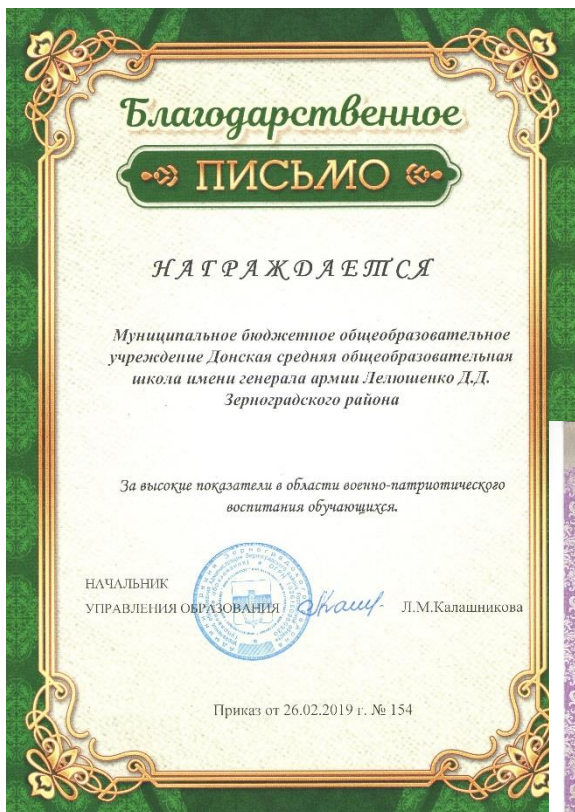 Благодарственное
ПИСЬМО
НАГРАЖДАЕТСЯ
Муниципальное бюджетное общеобразовательное
учреждение Донская средняя общеобразовательная
школа имени генерала армии Лелюшенко Д.Д.
Зерноградского района
За высокие показатели в области военно-патриотического
воспитания обучающихся.
НАЧАЛЬНИК
УПРАВЛЕНИЯ ОБРАЗОВАНИЯ Л.М.Калашникова
Приказ от 26.02.2019 г. № 154